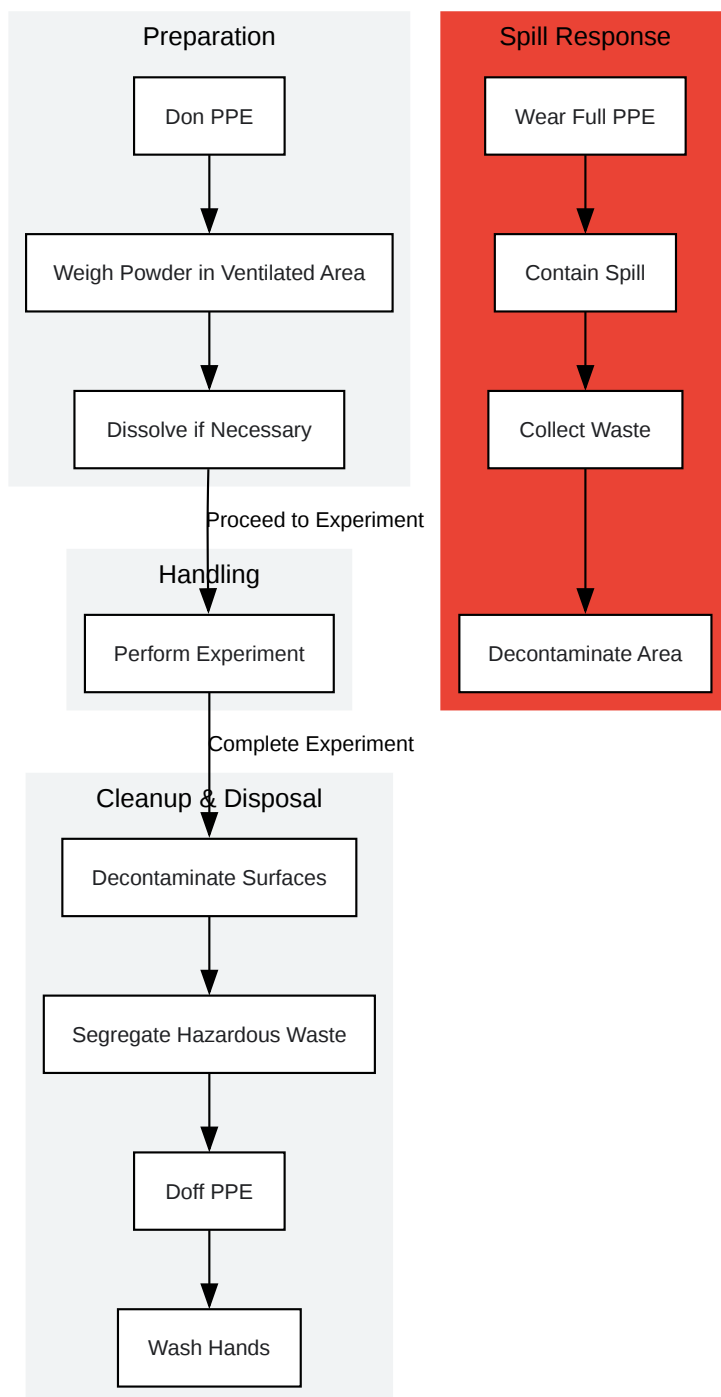 Preparation
Don PPE
Weigh Powder in Ventilated Area
Dissolve if Necessary
Proceed to Experiment
Handling
Perform Experiment
Complete Experiment
Cleanup & Disposal
Decontaminate Surfaces
Segregate Hazardous Waste
Doff PPE
Wash Hands
Spill Response
Wear Full PPE
Contain Spill
Collect Waste
Decontaminate Area